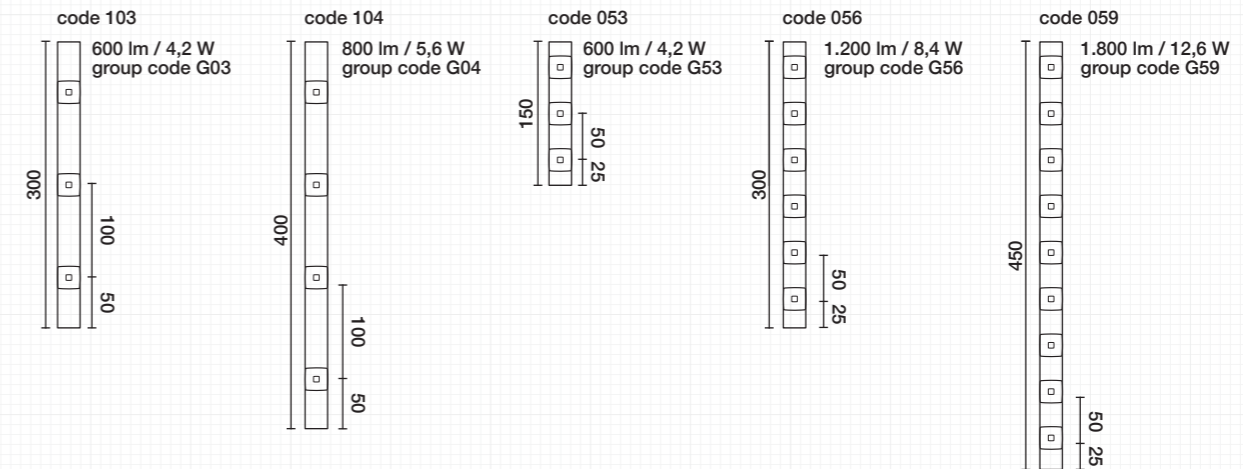 code 103
600 lm / 4,2 W
group code G03
300
100
50
code 104
800 lm / 5,6 W
group code G04
400
100
50
code 053
600 lm / 4,2 W
group code G53
150
50
25
code 056
1.200 lm / 8,4 W
group code G56
300
50
25
code 059
1.800 lm / 12,6 W
group code G59
450
50
25